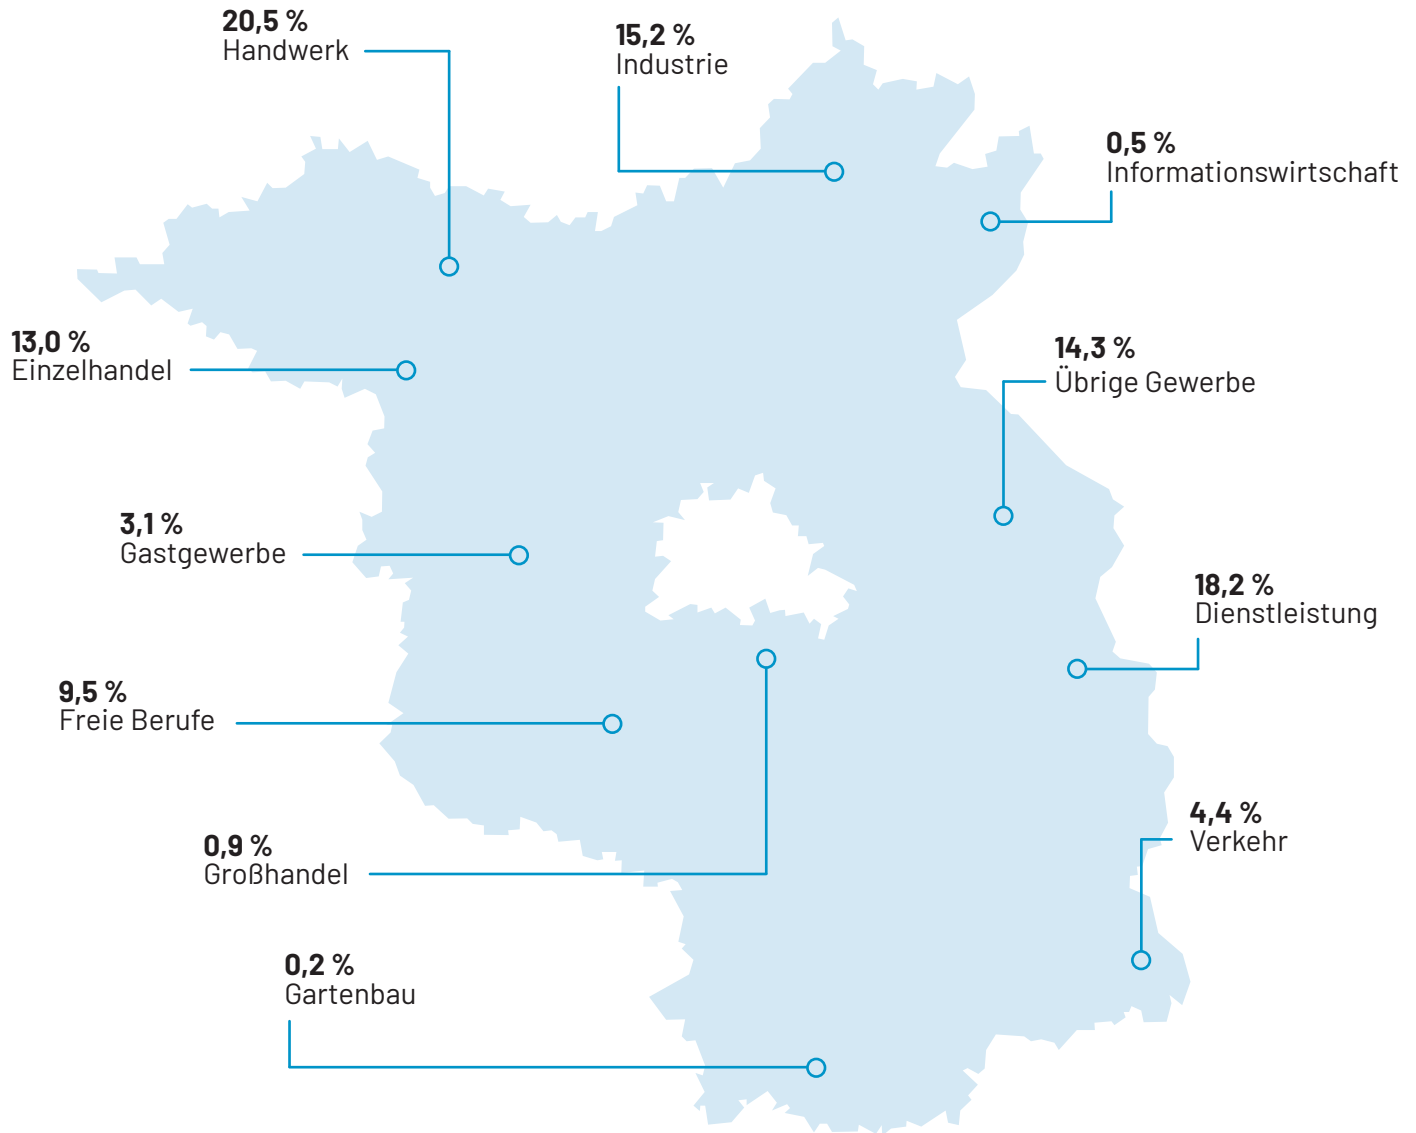 20,5 %
Handwerk
15,2 %
Industrie
0,5 %
Informationswirtschaft
13,0 %
Einzelhandel
14,3 %
Übrige Gewerbe
3,1 %
Gastgewerbe
18,2 %
Dienstleistung
9,5 %
Freie Berufe
4,4 %
Verkehr
0,9 %
Großhandel
0,2 %
Gartenbau